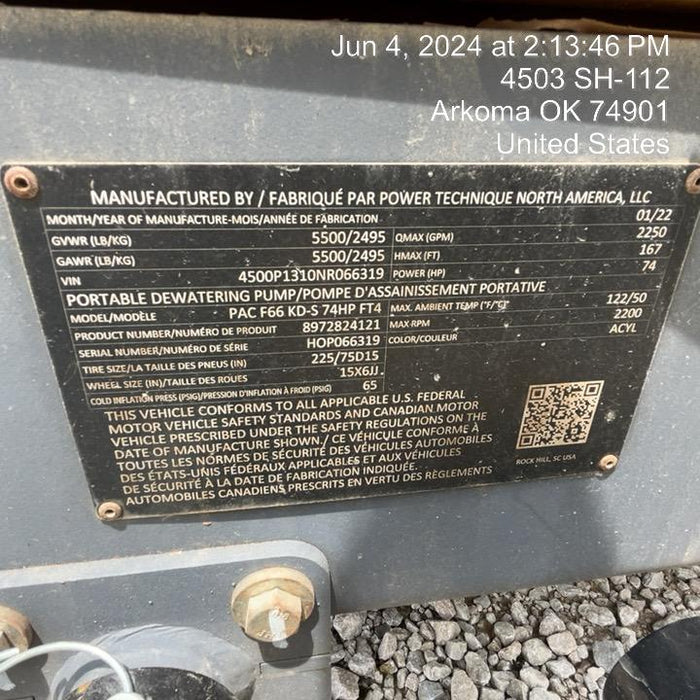 Jun 4, 2024 at 2:13:46 PM
4503 SH-112
Arkoma OK 74901
United States
MANUFACTURED BY / FABRIQUÉ PAR POWER TECHNIQUE NORTH AMERICA, LLC
MONTH/YEAR OF MANUFACTURE-MOIS/ANNÉE DE FABRICATION 01/22
GVWR (LB/KG) 5500/2495 QMAX (GPM) 2250
GAWR (LB/KG) 5500/2495 HMAX (FT) 167
VIN 4500P1310NR066319 POWER (HP) 74
PORTABLE DEWATERING PUMP/POMPE D'ASSAINISSEMENT PORTATIVE
MODEL/MODÈLE PAC F66 KD-S 74HP FT4 MAX. AMBIENT TEMP (°F/°C) 122/50
PRODUCT NUMBER/NUMÉRO DE PRODUIT 8972824121 MAX RPM 2200
SERIAL NUMBER/NUMÉRO DE SÉRIE HOP066319 COLOR/COULEUR ACYL
TIRE SIZE/LA TAILLE DES PNEUS (IN) 225/75D15
WHEEL SIZE (IN)/TAILLE DES ROUES 15X6JJ
COLD INFLATION PRESS (PSIG)/PRESSION D'INFLATION À FROID (PSIG) 65
THIS VEHICLE CONFORMS TO ALL APPLICABLE U.S. FEDERAL
MOTOR VEHICLE SAFETY STANDARDS AND CANADIAN MOTOR
VEHICLE PRESCRIBED UNDER THE SAFETY REGULATIONS ON THE
DATE OF MANUFACTURE SHOWN./ CE VÉHICULE CONFORME À
TOUTES LES NORMES DE SÉCURITÉ DES VÉHICULES AUTOMOBILES
DES ÉTATS-UNIS FÉDÉRAUX APPLICABLES ET AUX VÉHICULES
DE SÉCURITÉ À LA DATE DE FABRICATION INDIQUÉE.
AUTOMOBILES CANADIENS PRESCRITS EN VERTU DES RÈGLEMENTS
ROCK HILL, SC USA